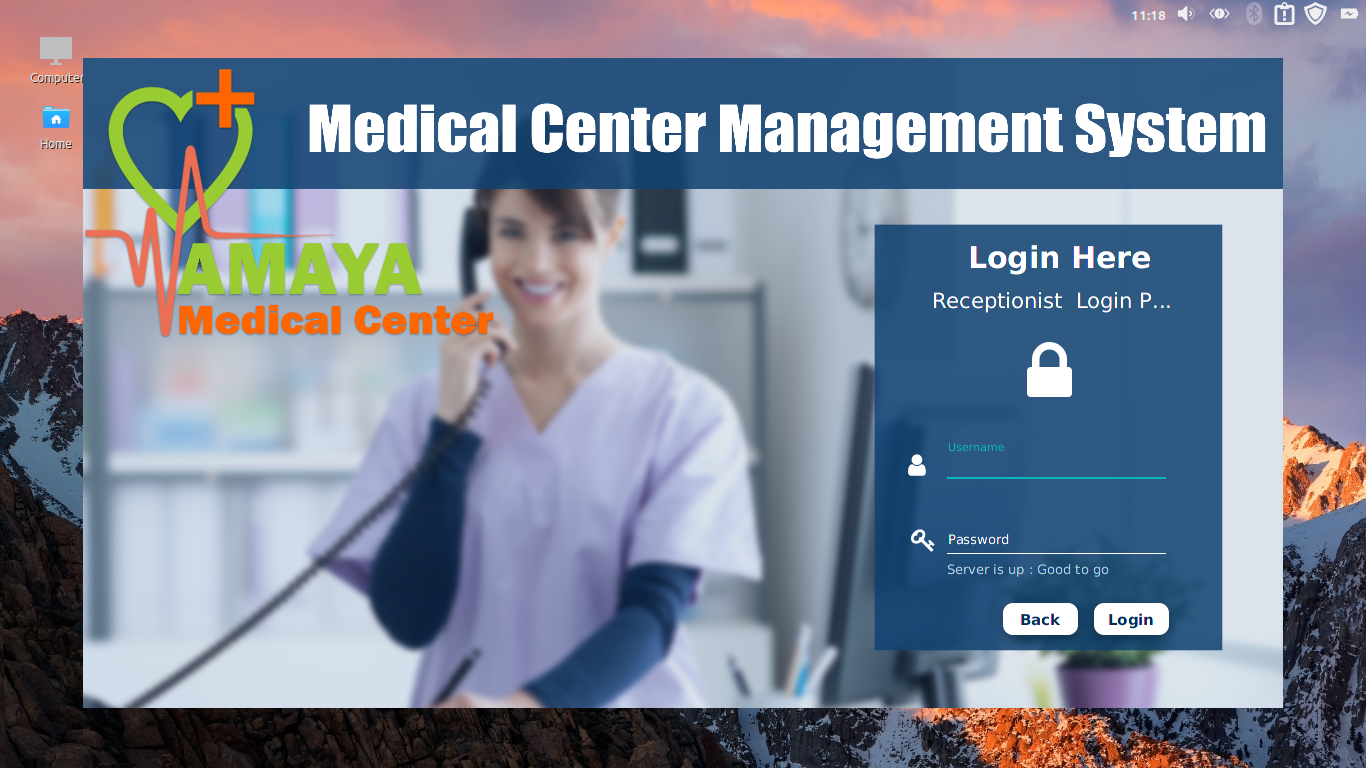 11:18
Computer
Home
Medical Center Management System
AMAYA
Medical Center
Login Here
Receptionist  Login P...
Username
Password
Server is up : Good to go
Back
Login